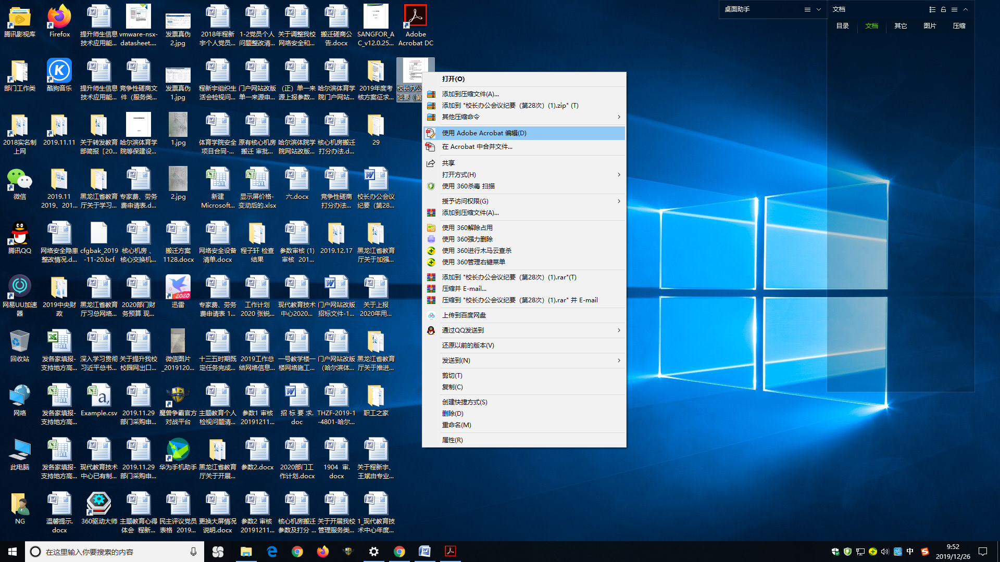 腾讯影视库
Firefox
提升师生信息
技术应用能...
vmware-nsx-
datasheet....
发票真伪
2.jpg
2018年程新
宇个人党员...
1-2党员个人
问题整改清...
关于调整我校
网络安全和...
搬迁磋商公
告.docx
SANGFOR_A
C_v12.0.25...
Adobe
Acrobat DC
部门工作类
酷狗音乐
提升师生信息
技术应用能...
竞争性磋商文
件（服务类...
发票真伪
1.jpg
程新宇组织生
活会检视问...
门户网站改版
单一来源申...
（正）单一来
源上报参数...
哈尔滨体育学
院门户网站...
2019年度考
核方案征求...
校长办公
纪要（第
2018实名制
上网
2019.11.11
关于转发教育
部简报〔20...
哈尔滨体育学
院等保建设...
1.jpg
体育学院安全
项目合同-...
原有核心机房
搬迁 审批...
哈尔滨体院学
院网站改版...
核心机房搬迁
打分办法.d...
29
微信
2019.11
2019、201...
黑龙江省教育
厅关于学习...
专家费、劳务
费申请表.d...
2.jpg
新建
Microsoft...
显示屏价格-
变动后的.xlsx
六.docx
竞争性磋商
打分办法...
校长办公会议
纪要（第28...
腾讯QQ
网络安全隐患
整改情况.d...
cfgbak_2019
-11-20.bcf
核心机房 、
核心交换机...
搬迁方案
1128.docx
网络安全设备
清单.docx
程子轩 检查
结果
参数审核 (1)
审核  201...
2019.12.17
黑龙江省教育
厅关于加强...
网易UU加速
器
2019中央财
政
黑龙江省教育
厅习总网络...
2020部门财
务预算 现...
2020
迅雷
专家费、劳务
费申请表 1...
工作计划
2020 张锐...
现代教育技术
中心2020...
门户网站改版
招标文件-1...
关于上报
2020年用...
回收站
发各家填报-
支持地方高...
深入学习贯彻
习近平总书...
关于提升我校
校园网出口...
微信图片
_2019120...
十三五时期既
定任务完成...
2019工作总
结网络信息...
一号教学楼一
楼网络施工...
门户网站改版
（哈尔滨体...
黑龙江省教育
厅关于推进...
网络
发各家填报-
支持地方高...
Example.csv
2019.11.29
部门采购申...
魔兽争霸官方
对战平台
主题教育个人
检视问题清...
参数1 审核
20191211...
招 标 要 求.
doc
THZF-2019-1
-4801-哈尔...
职工之家
此电脑
发各家填报-
支持地方高...
现代教育技术
中心已有制...
2019.11.29
部门采购申...
华为手机助手
黑龙江省教育
厅关于开展...
参数2.docx
2020部门工
作计划.docx
1904  审.
docx
关于程新宇、
王斌由专业...
NG
温馨提示.
docx
360驱动大师
主题教育心得
体会  程新...
民主评议党员
表格  2019...
更换大屏情况
说明.docx
参数2 审核
20191211...
核心机房搬迁
参数及打分 ...
关于开展我校
管理服务类...
1_现代教育技
术中心年度...
打开(O)
添加到压缩文件(A)...
添加到 "校长办公会议纪要（第28次）(1).zip" (T)
其他压缩命令
使用 Adobe Acrobat 编辑(D)
在 Acrobat 中合并文件...
共享
打开方式(H)
使用 360杀毒 扫描
授予访问权限(G)
添加到压缩文件(A)...
使用 360解除占用
使用 360强力删除
使用 360进行木马云查杀
使用 360管理右键菜单
添加到 "校长办公会议纪要（第28次）(1).rar"(T)
压缩并 E-mail...
压缩到 "校长办公会议纪要（第28次）(1).rar" 并 E-mail
上传到百度网盘
通过QQ发送到
还原以前的版本(V)
发送到(N)
剪切(T)
复制(C)
创建快捷方式(S)
删除(D)
重命名(M)
属性(R)
桌面助手
文档
目录
文档
其它
图片
压缩
在这里输入你要搜索的内容
中
9:52
2019/12/26